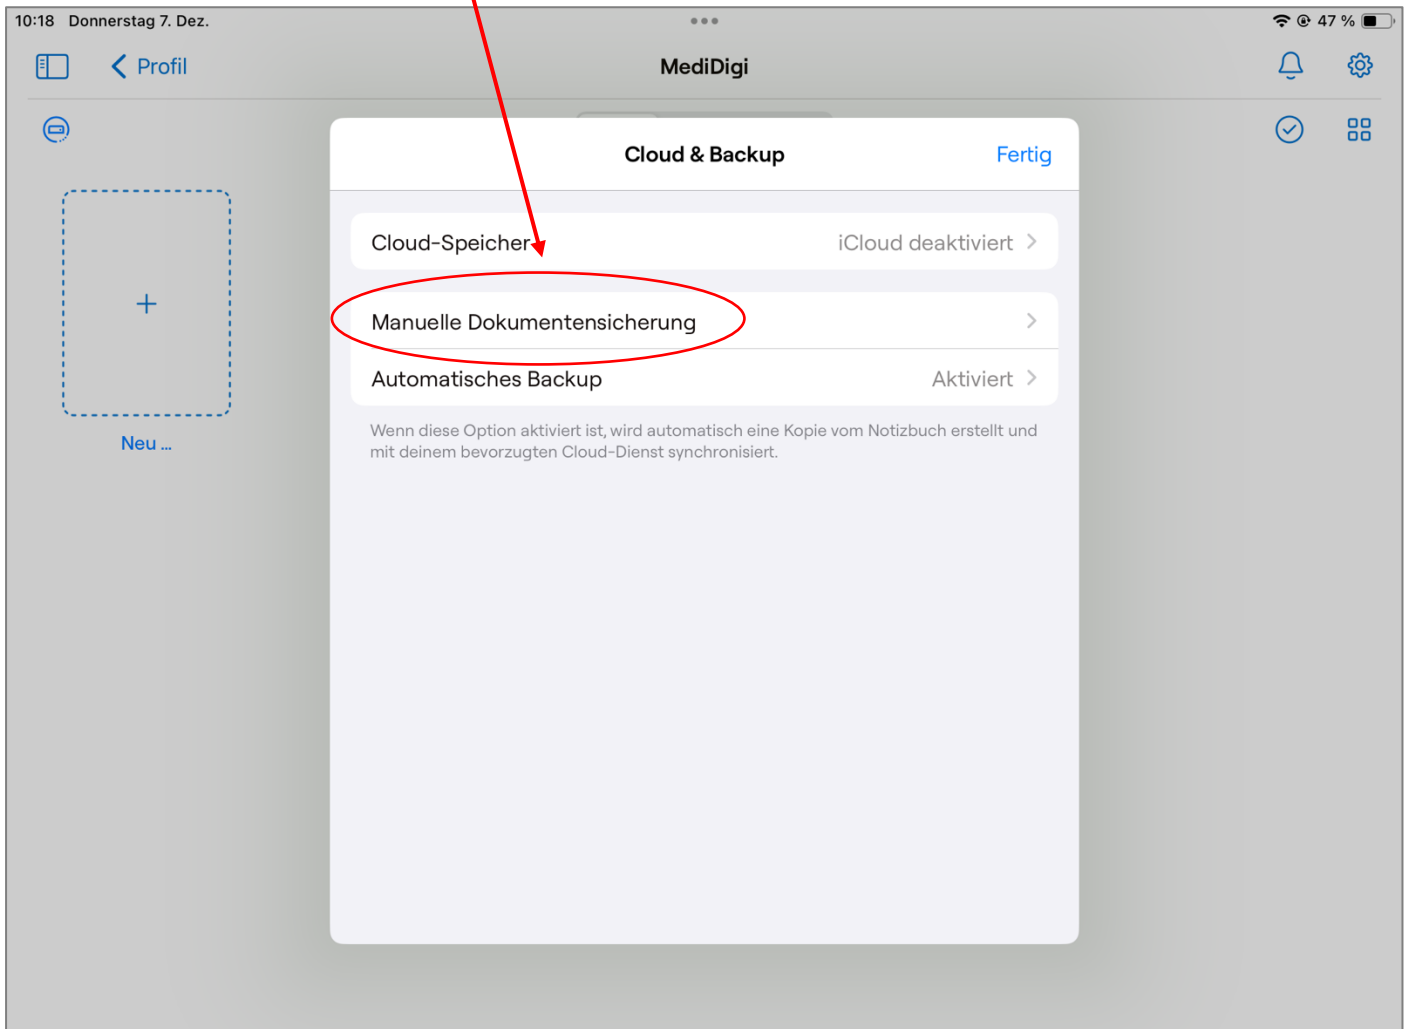 10:18 Donnerstag 7. Dez.
47 %
Profil
MediDigi
Cloud & Backup
Fertig
Cloud-Speicher
iCloud deaktiviert
Manuelle Dokumentensicherung
Automatisches Backup
Aktiviert
Wenn diese Option aktiviert ist, wird automatisch eine Kopie vom Notizbuch erstellt und
mit deinem bevorzugten Cloud-Dienst synchronisiert.
Neu ...